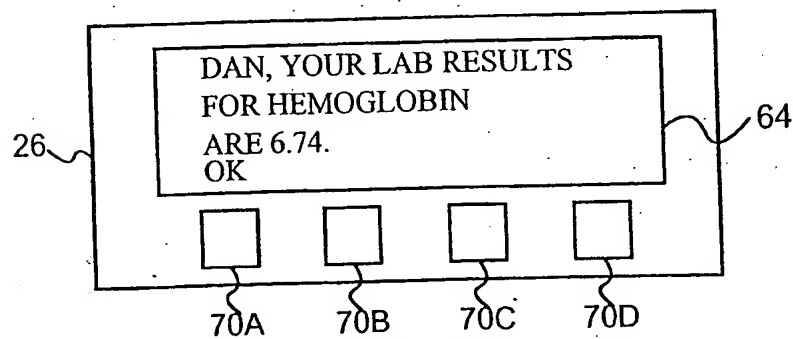 DAN, YOUR LAB RESULTS
FOR HEMOGLOBIN
ARE 6.74.
OK
26
64
70A 70B 70C 70D